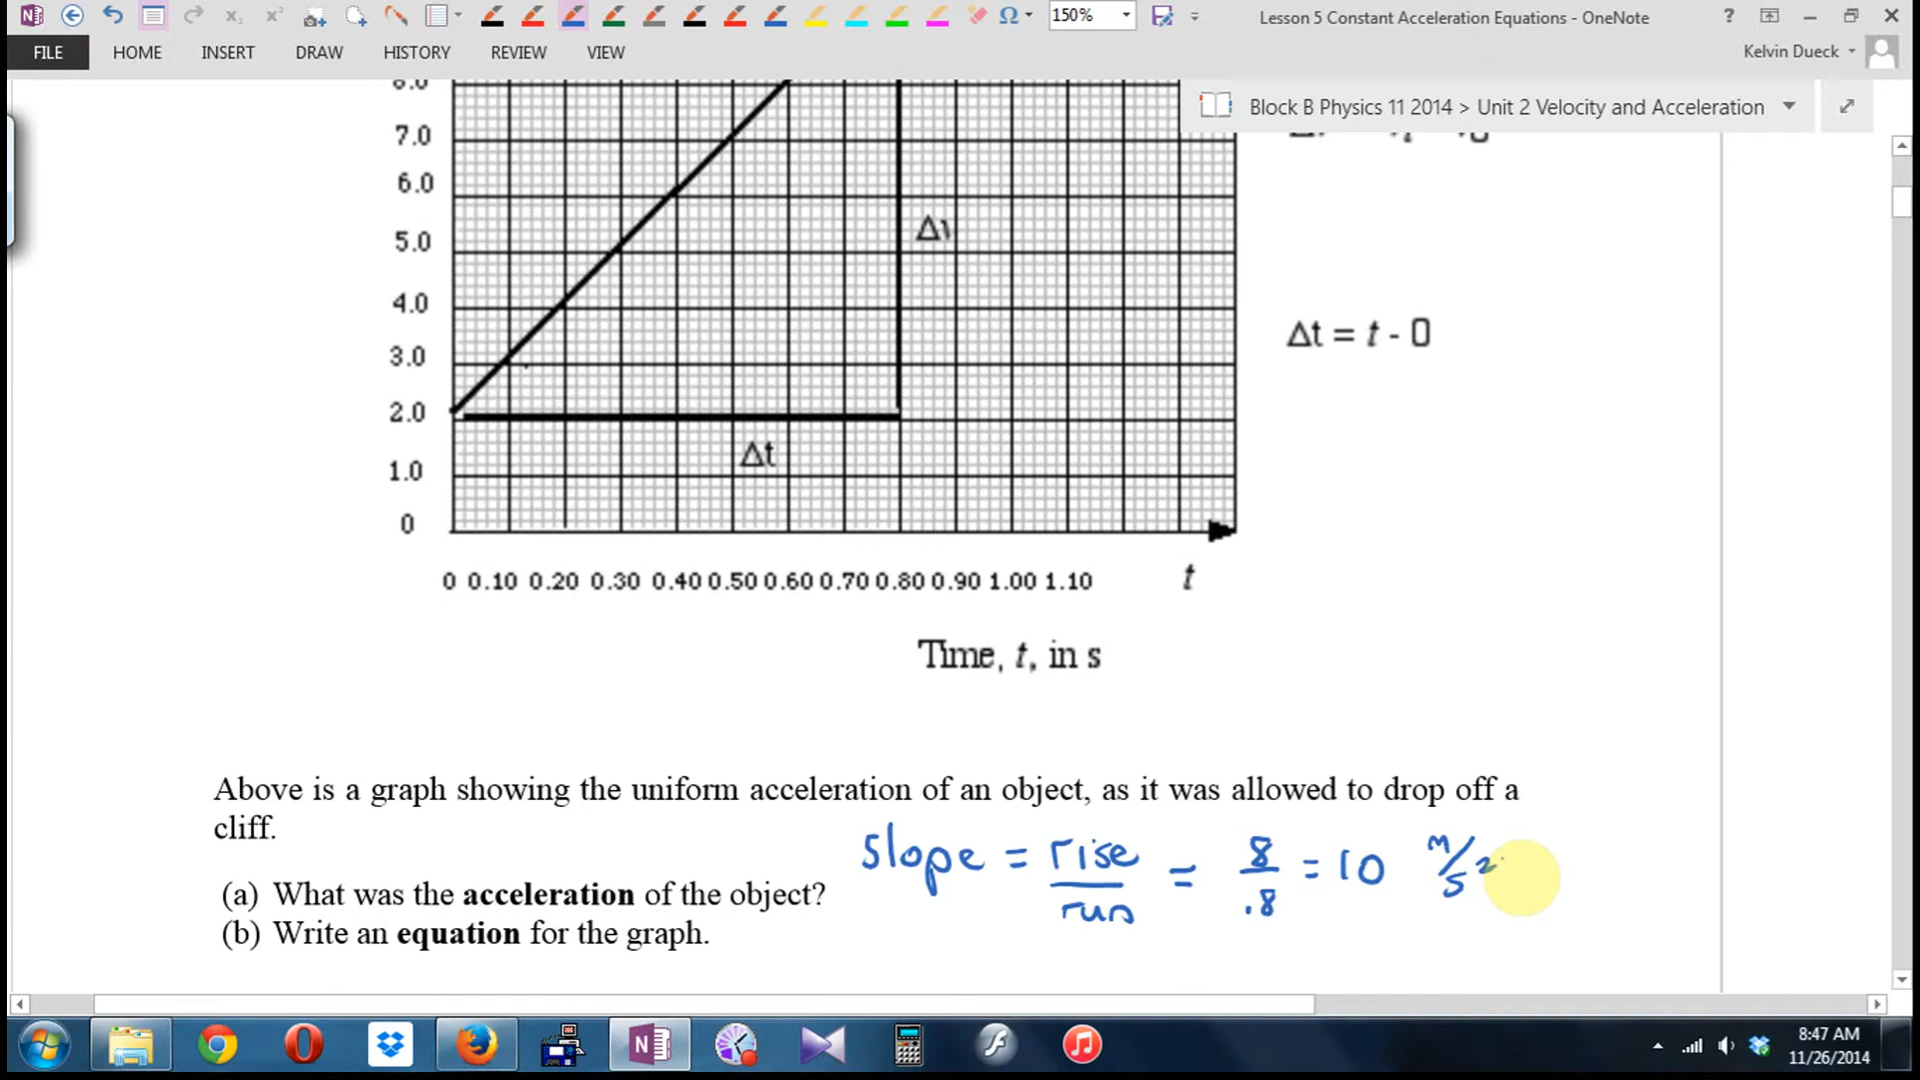 Lesson 5 Constant Acceleration Equations - OneNote
150%
FILE HOME INSERT DRAW HISTORY REVIEW VIEW
Kelvin Dueck
Block B Physics 11 2014 > Unit 2 Velocity and Acceleration
8.0
7.0
6.0
5.0
4.0
3.0
2.0
1.0
0
Δv
Δt = t - 0
Δt
0 0.10 0.20 0.30 0.40 0.50 0.60 0.70 0.80 0.90 1.00 1.10 t
Time, t, in s
Above is a graph showing the uniform acceleration of an object, as it was allowed to drop off a
cliff.
slope = rise/run = 8/.8 = 10 m/s2
(a) What was the acceleration of the object?
(b) Write an equation for the graph.
8:47 AM
11/26/2014